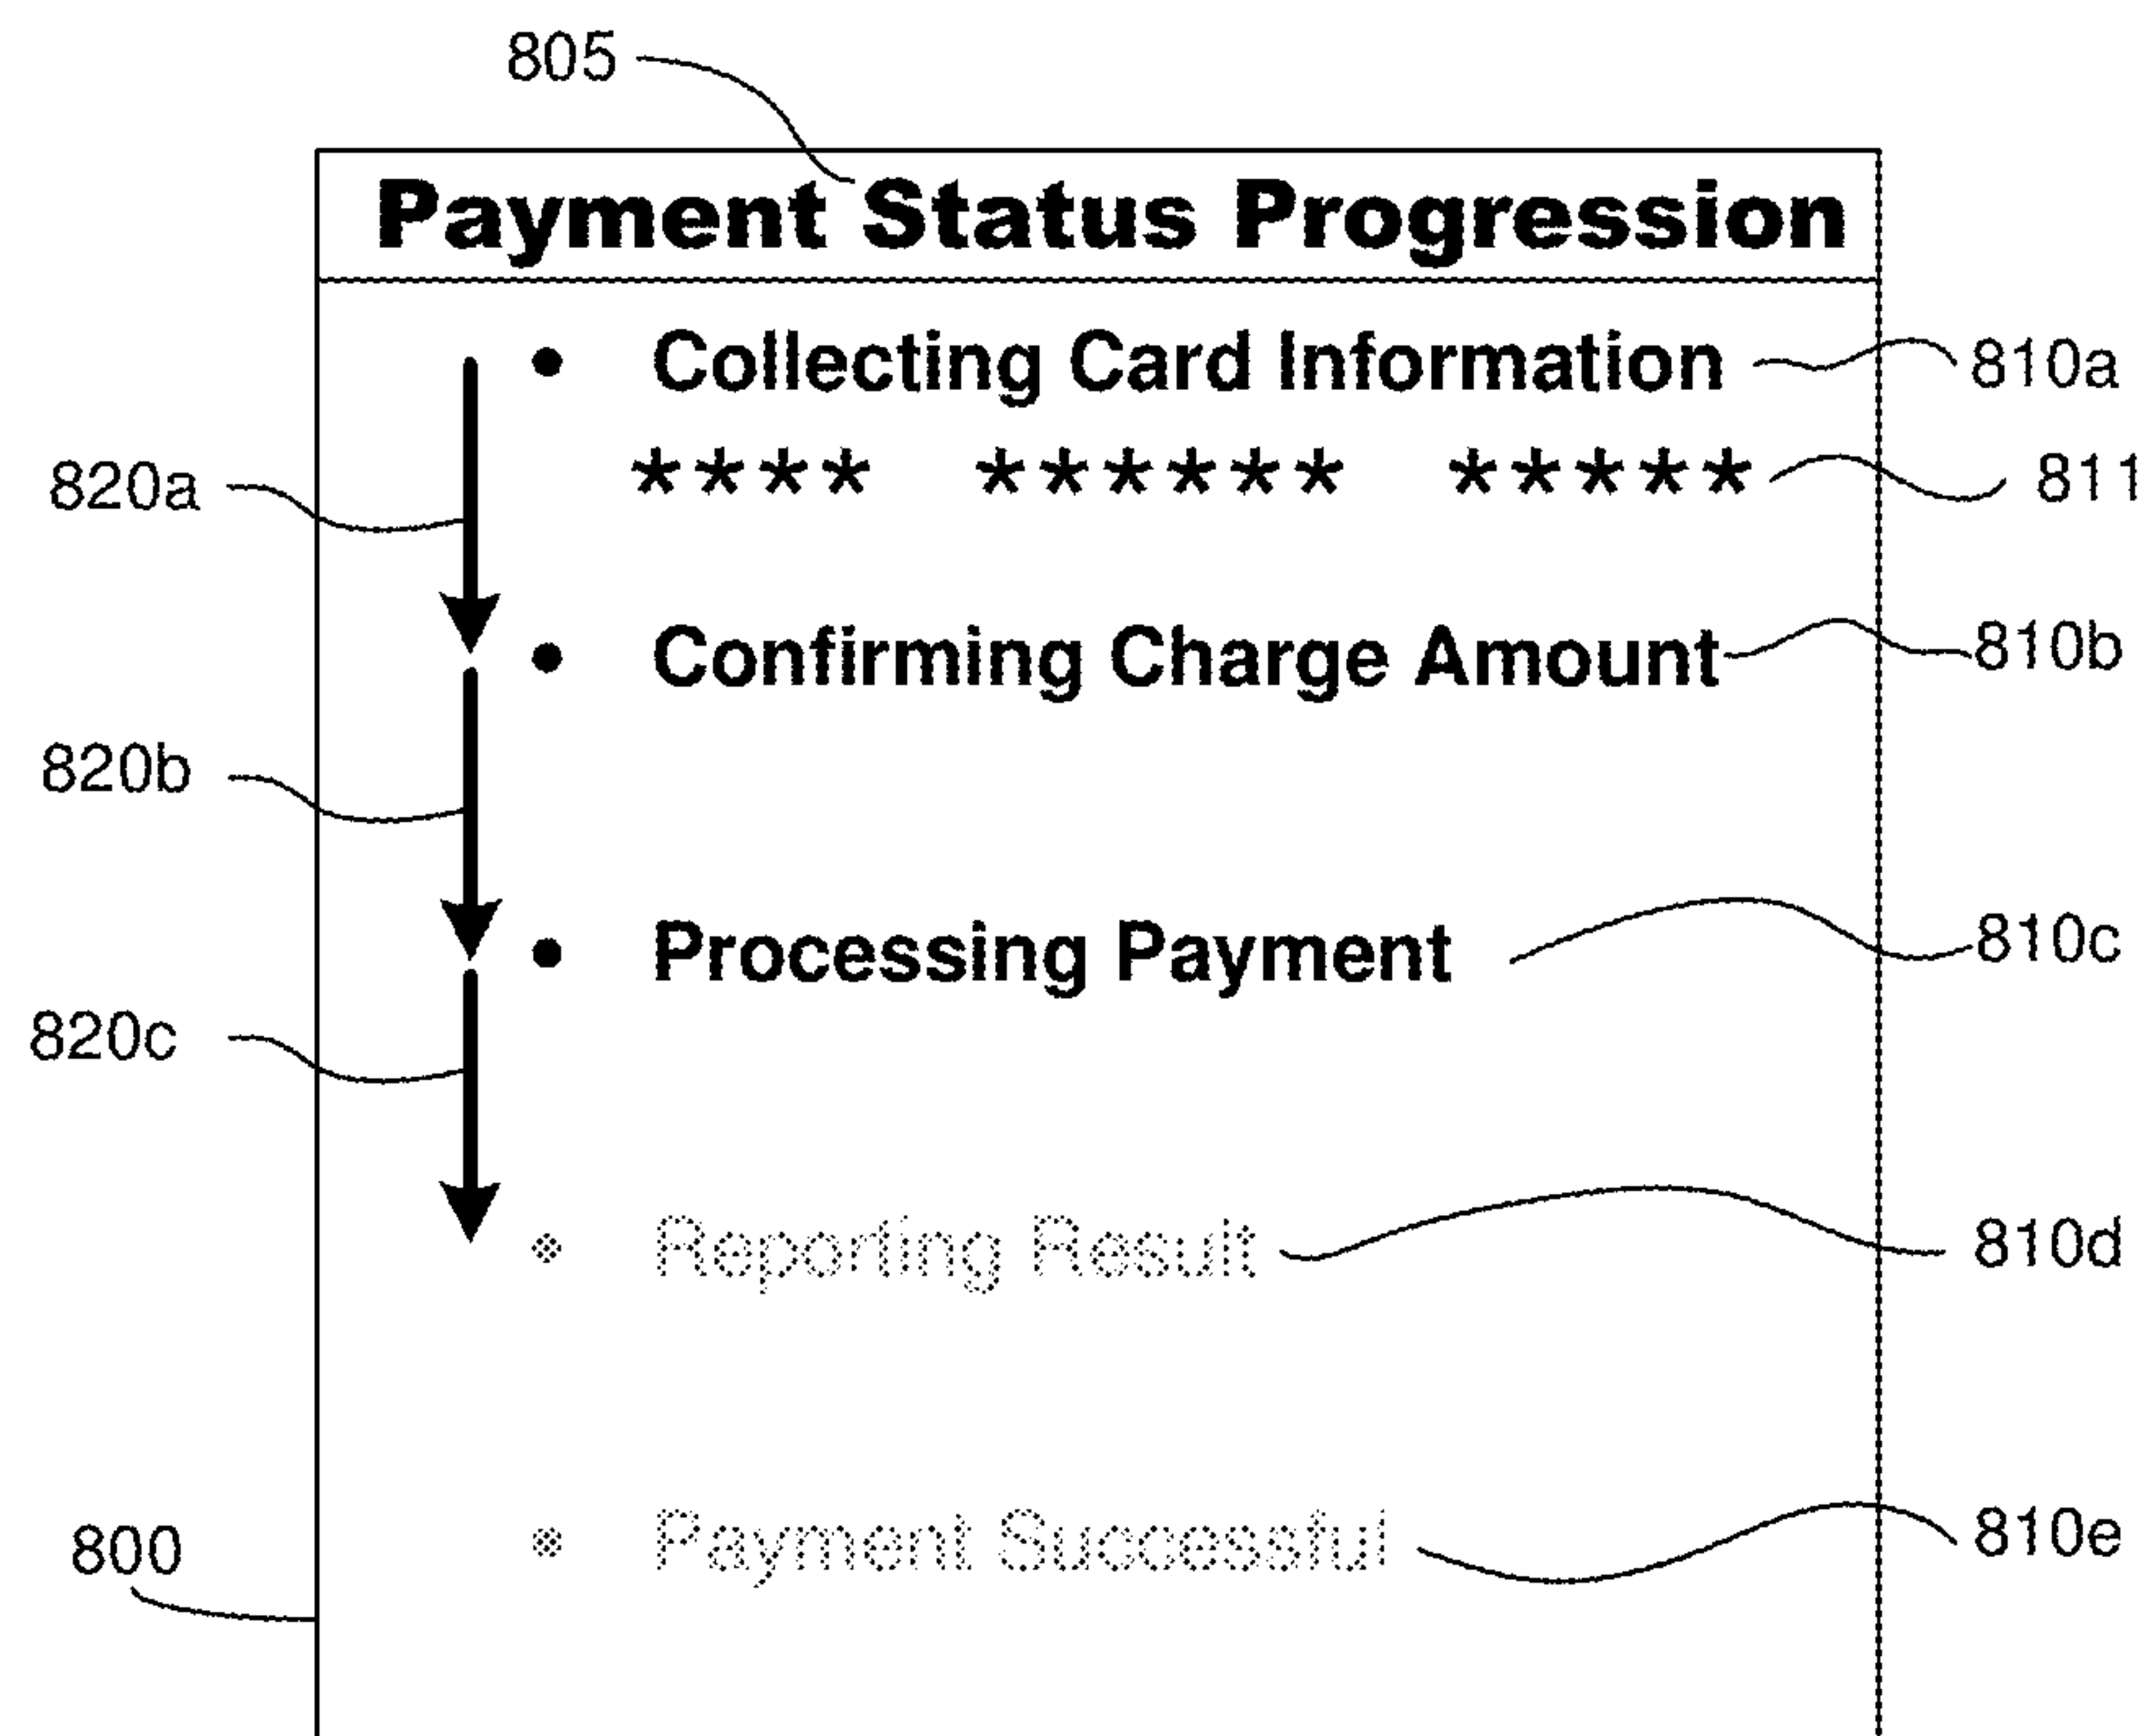 805
Payment Status Progression
• Collecting Card Information 810a
**** ****** ***** 811
820a
• Confirming Charge Amount 810b
820b
• Processing Payment 810c
820c
• Reporting Result 810d
• Payment Successful 810e
800